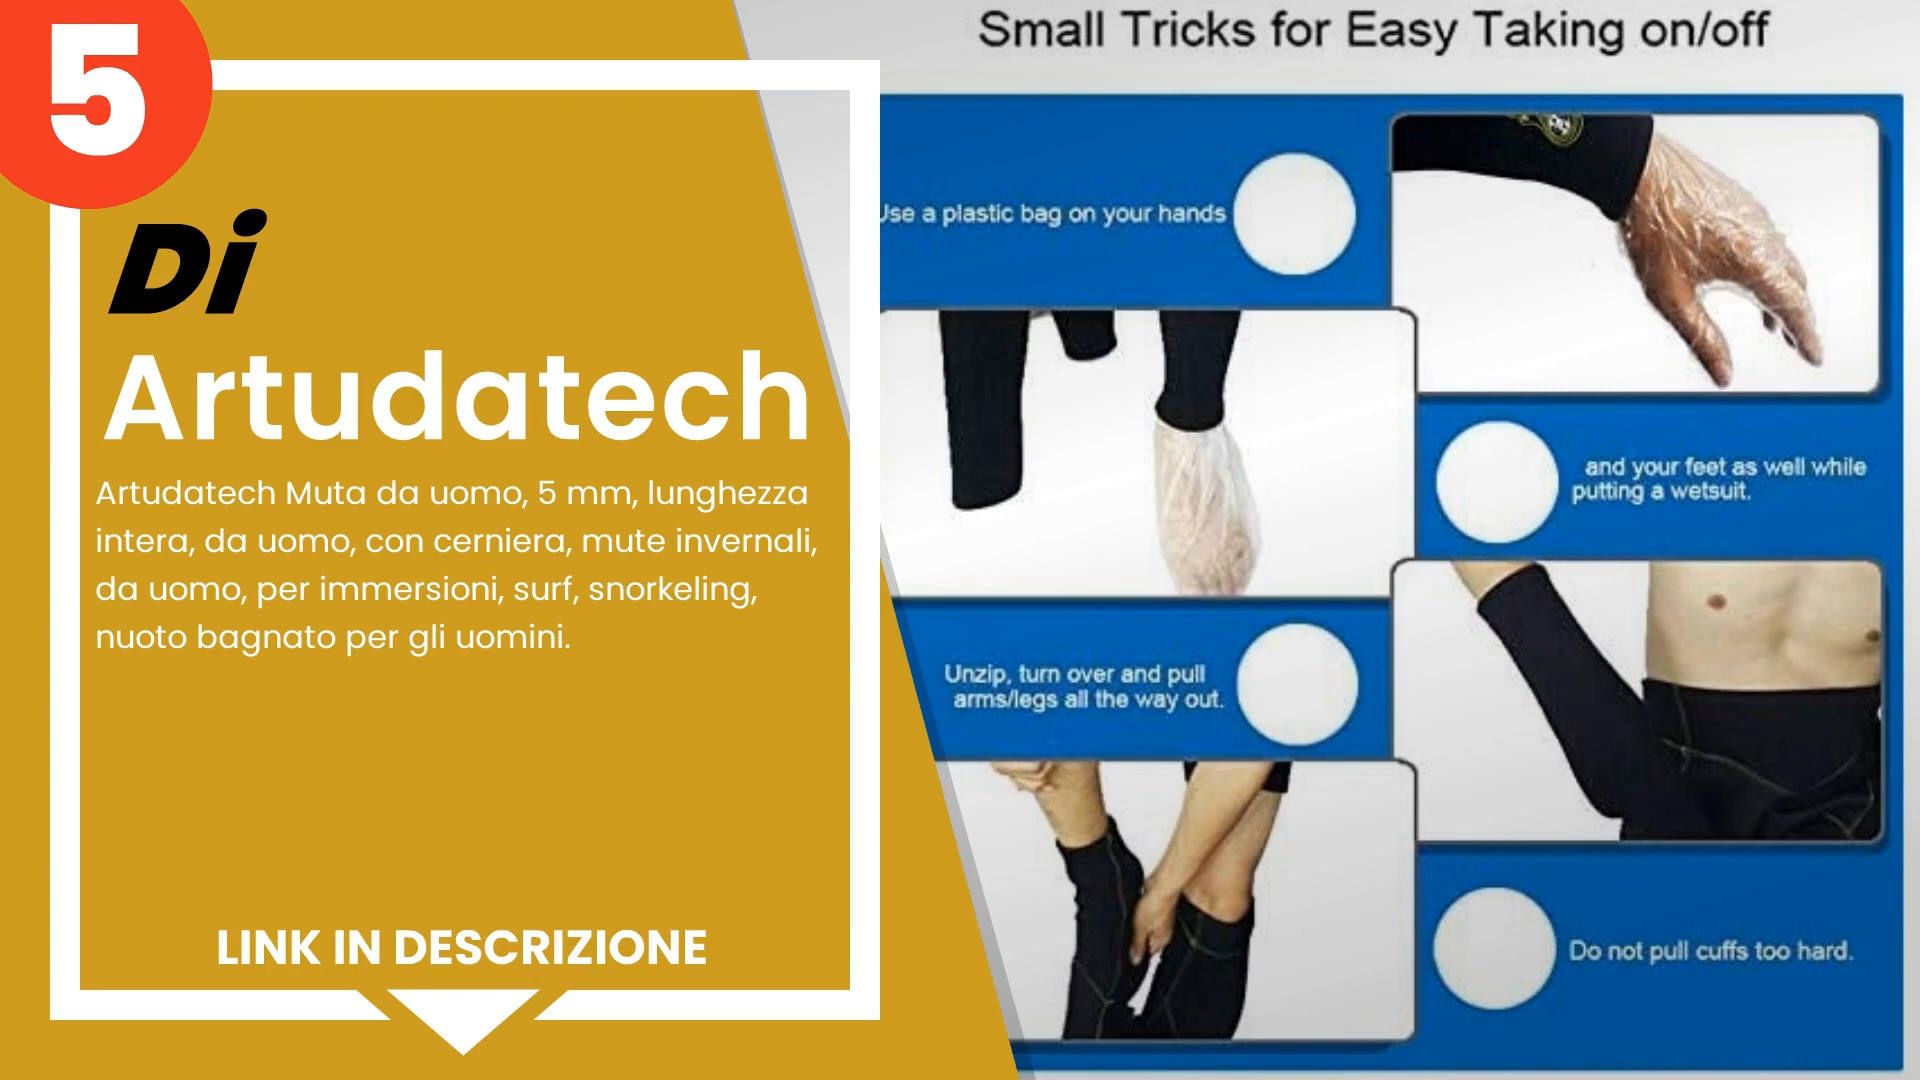 5
Di
Artudatech
Artudatech Muta da uomo, 5 mm, lunghezza
intera, da uomo, con cerniera, mute invernali,
da uomo, per immersioni, surf, snorkeling,
nuoto bagnato per gli uomini.
LINK IN DESCRIZIONE
Small Tricks for Easy Taking on/off
Use a plastic bag on your hands
and your feet as well while
putting a wetsuit.
Unzip, turn over and pull
arms/legs all the way out.
Do not pull cuffs too hard.